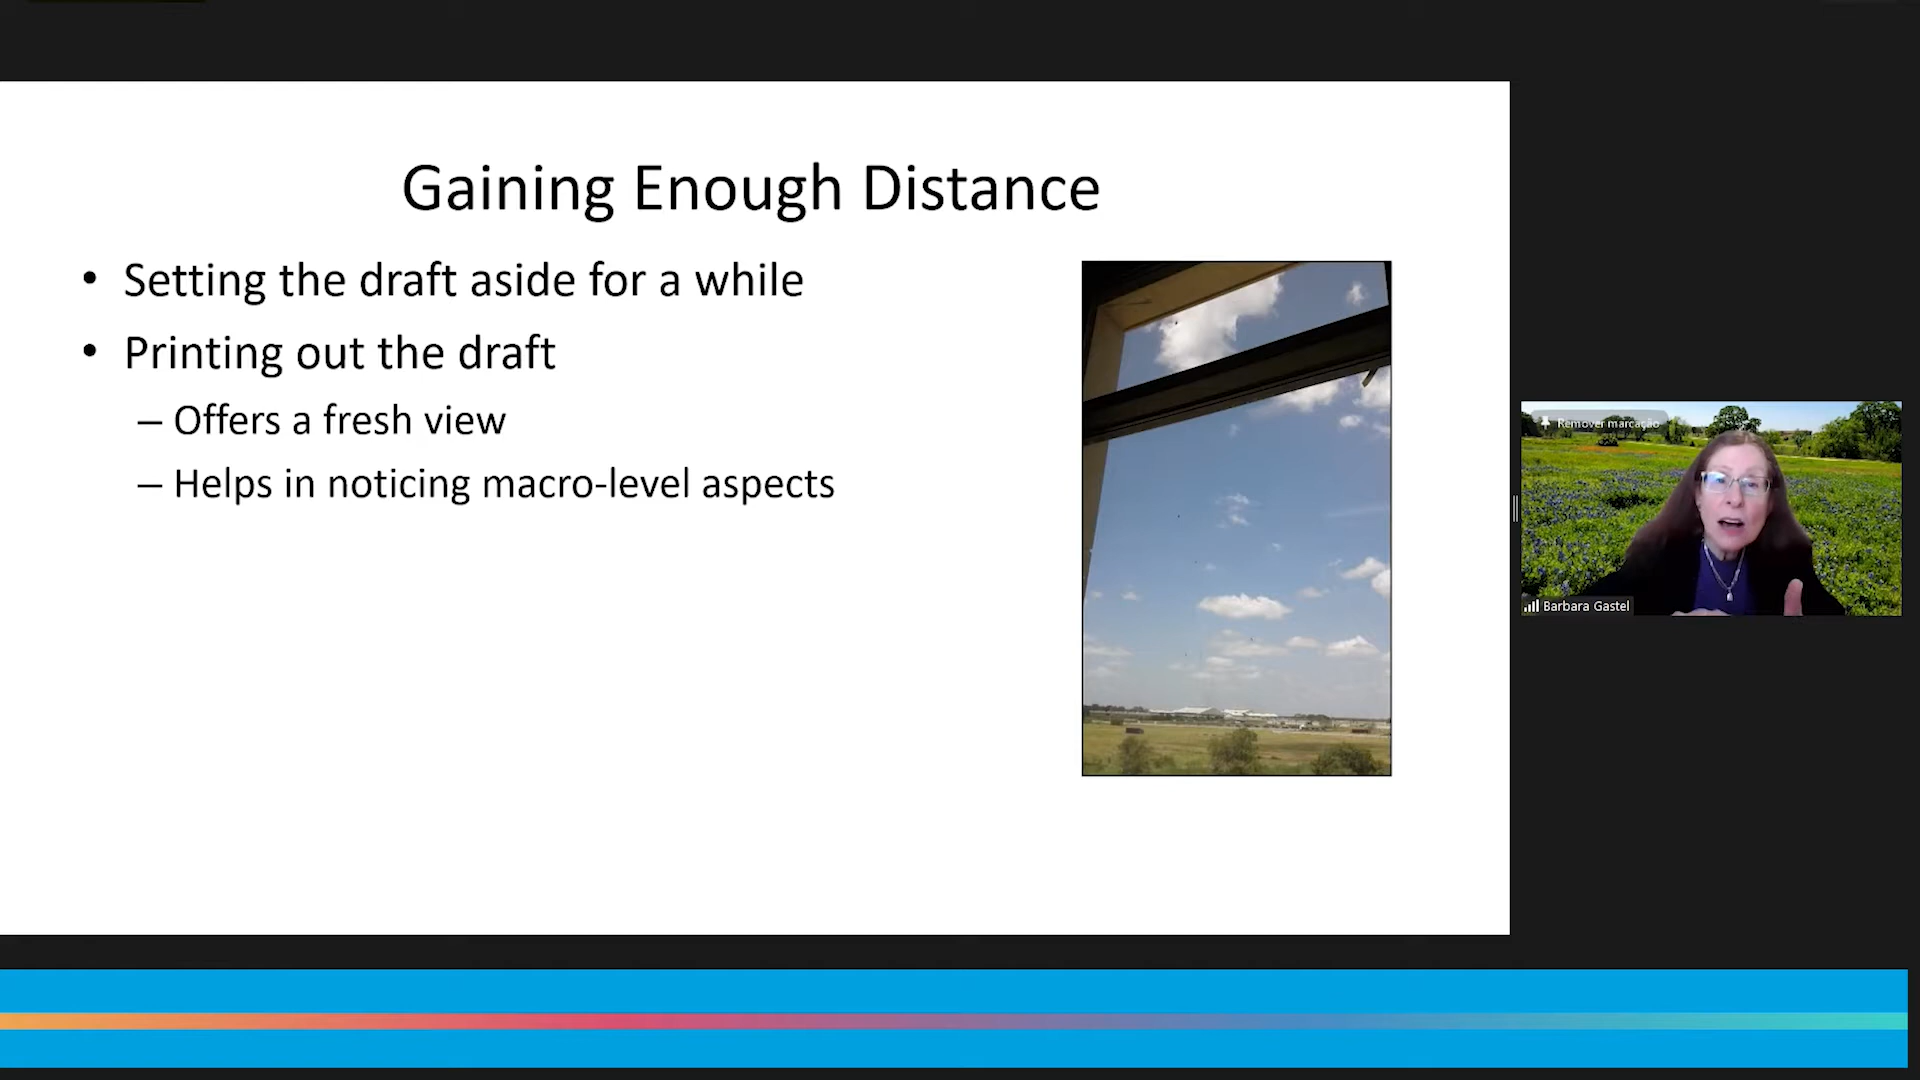 Gaining Enough Distance
• Setting the draft aside for a while
• Printing out the draft
– Offers a fresh view
– Helps in noticing macro-level aspects
Remover marcação
Barbara Gastel